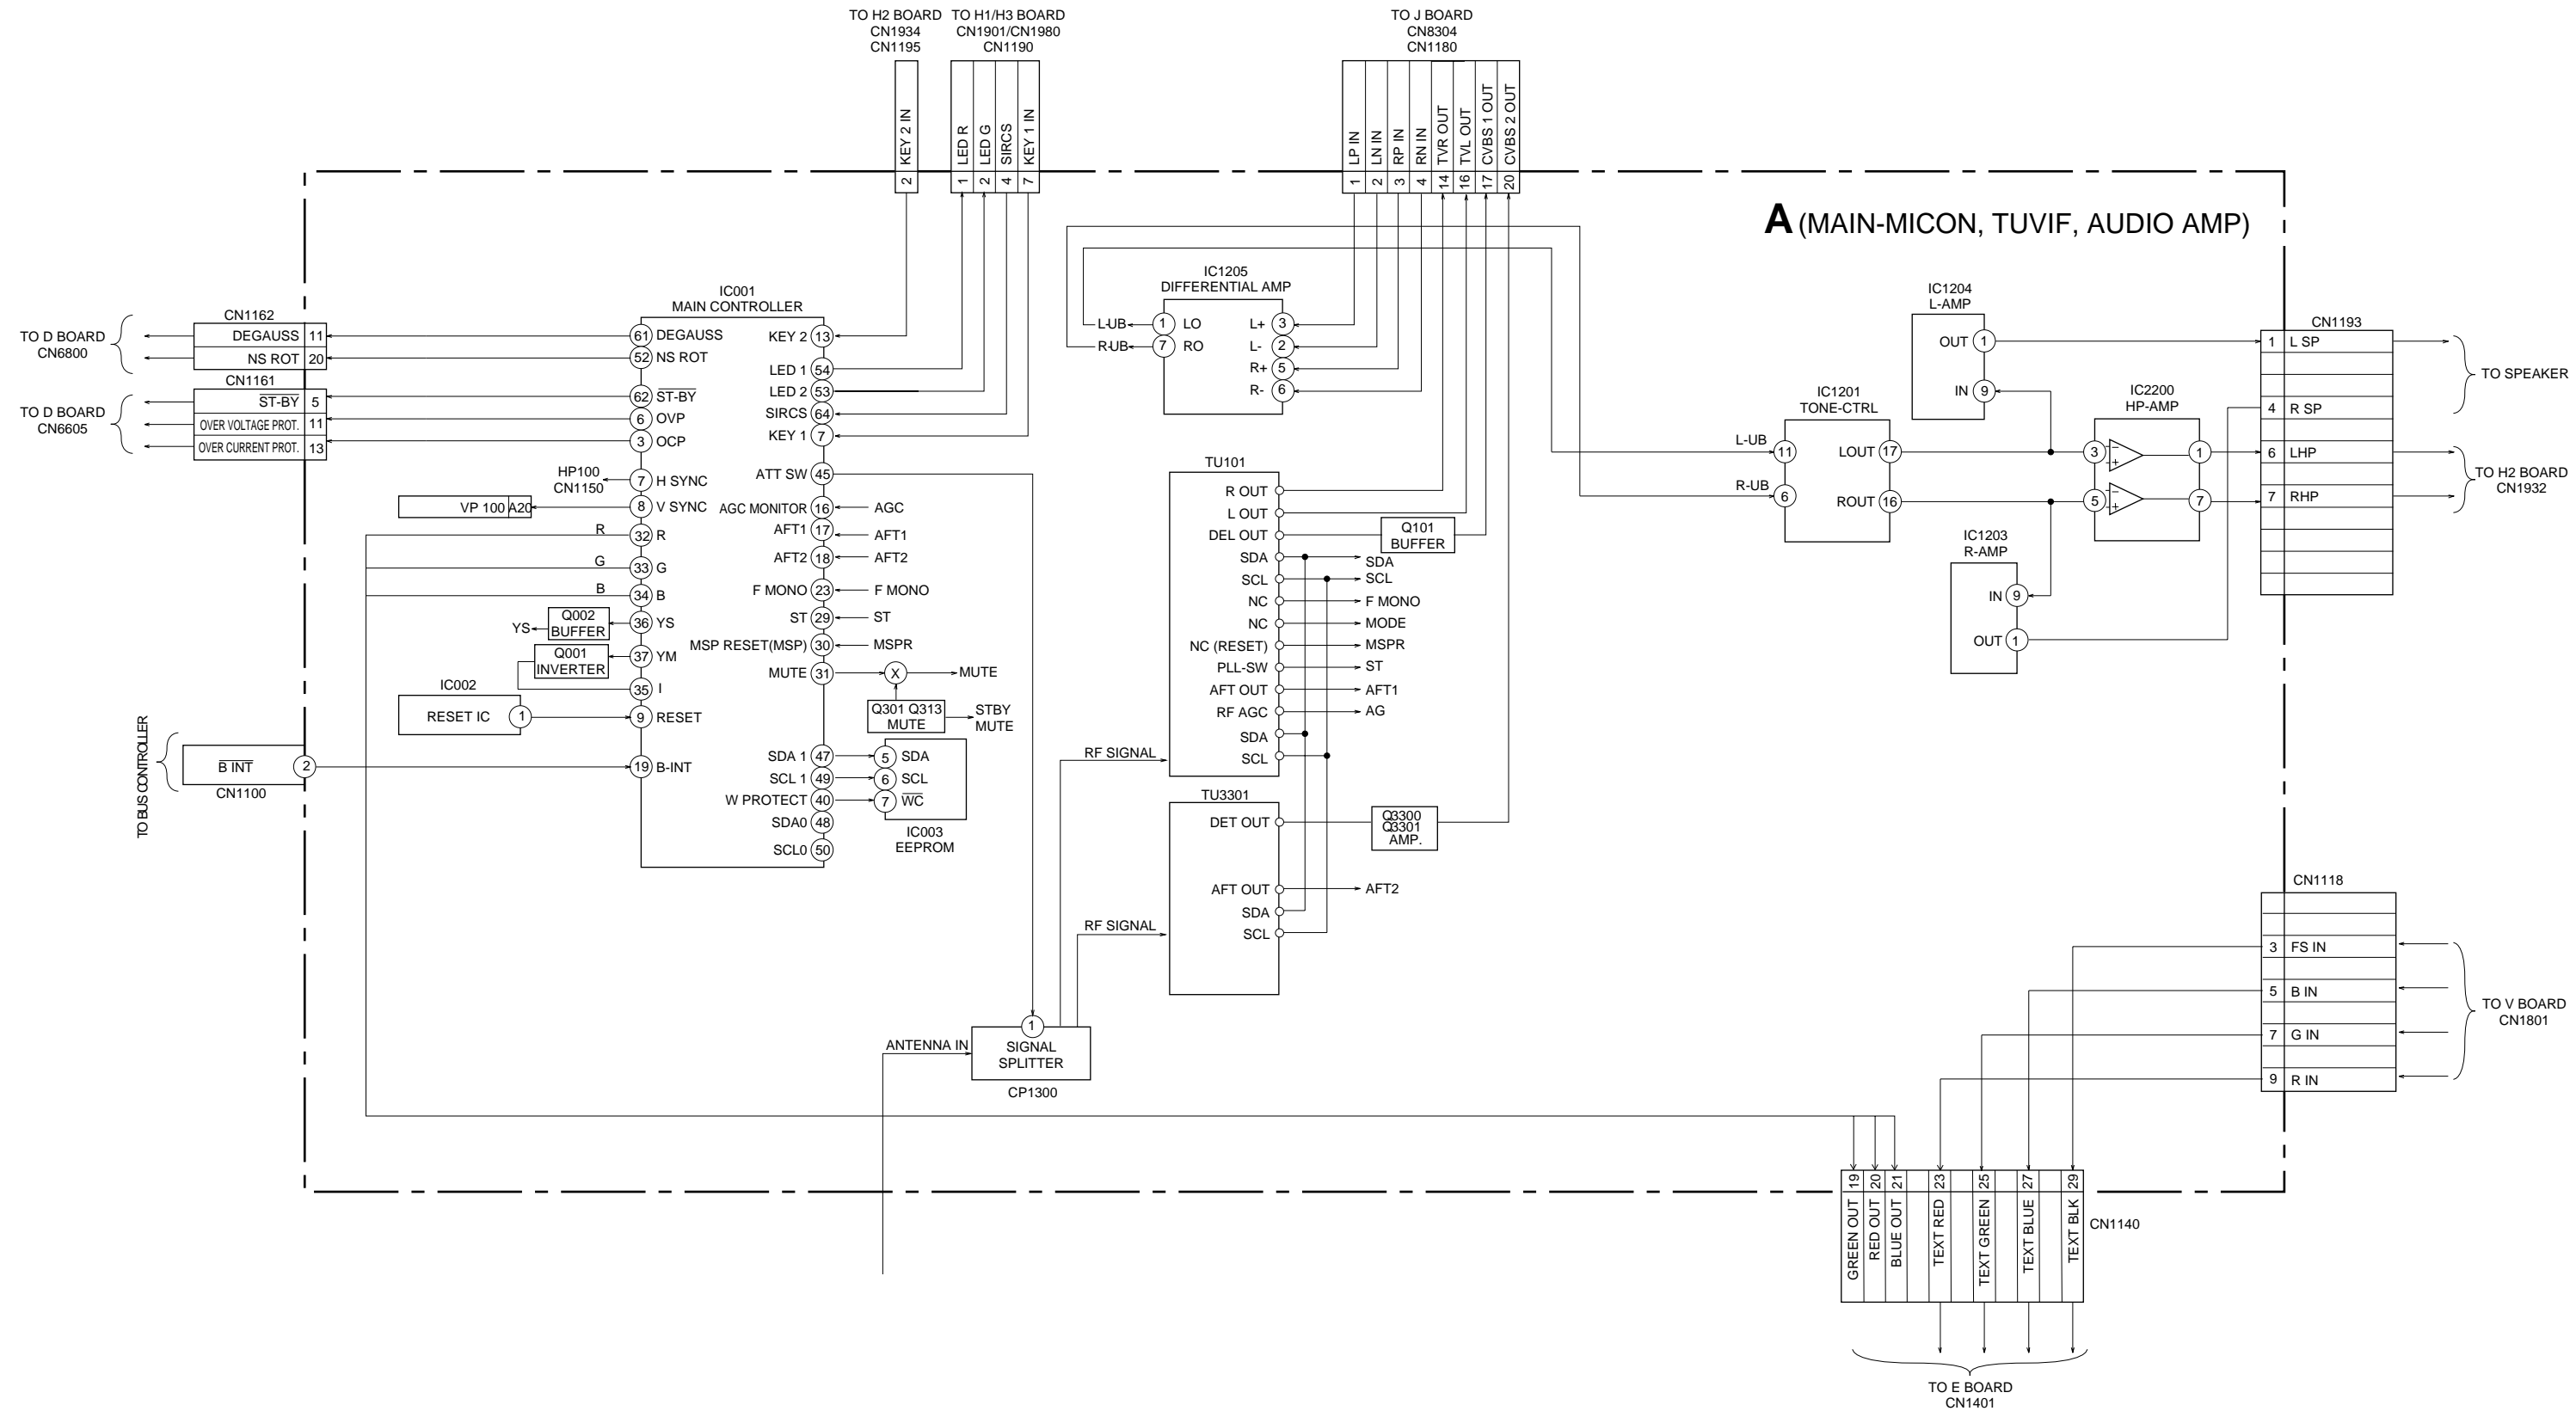 TO H2 BOARD
CN1934
CN1195
TO H1/H3 BOARD
CN1901/CN1980
CN1190
TO J BOARD
CN8304
CN1180
KEY 2 IN
2
LED R
1
LED G
2
SIRCS
4
KEY 1 IN
7
LP IN
1
LN IN
2
RP IN
3
RN IN
4
TVR OUT
14
TVL OUT
16
CVBS 1 OUT
17
CVBS 2 OUT
20
A (MAIN-MICON, TUVIF, AUDIO AMP)
TO D BOARD
CN6800
CN1162
DEGAUSS 11
NS ROT 20
TO D BOARD
CN6605
CN1161
ST-BY 5
OVER VOLTAGE PROT. 11
OVER CURRENT PROT. 13
HP100
CN1150
VP 100 A20
R
G
B
YS
Q002
BUFFER
Q001
INVERTER
IC002
RESET IC 1
TO BUS CONTROLLER
B INT 2
CN1100
IC001
MAIN CONTROLLER
61 DEGAUSS
52 NS ROT
62 ST-BY
6 OVP
3 OCP
7 H SYNC
8 V SYNC
32 R
33 G
34 B
36 YS
37 YM
35 I
9 RESET
19 B-INT
KEY 2 13
LED 1 54
LED 2 53
SIRCS 64
KEY 1 7
ATT SW 45
AGC MONITOR 16 AGC
AFT1 17 AFT1
AFT2 18 AFT2
F MONO 23 F MONO
ST 29 ST
MSP RESET(MSP) 30 MSPR
MUTE 31 X MUTE
Q301 Q313
MUTE
STBY
MUTE
SDA 1 47 5 SDA
SCL 1 49 6 SCL
W PROTECT 40 7 WC
SDA0 48
SCL0 50
IC003
EEPROM
IC1205
DIFFERENTIAL AMP
L-UB 1 LO L+ 3
R-UB 7 RO L- 2
R+ 5
R- 6
TU101
R OUT
L OUT
DEL OUT
Q101
BUFFER
SDA SDA
SCL SCL
NC F MONO
NC MODE
NC (RESET) MSPR
PLL-SW ST
AFT OUT AFT1
RF AGC AG
SDA
SCL
RF SIGNAL
TU3301
DET OUT
Q3300
Q3301
AMP.
AFT OUT AFT2
SDA
SCL
RF SIGNAL
ANTENNA IN
1
SIGNAL
SPLITTER
CP1300
IC1201
TONE-CTRL
L-UB 11 LOUT 17
R-UB 6 ROUT 16
IC1204
L-AMP
OUT 1
IN 9
IC2200
HP-AMP
3 - + 1
5 - + 7
IC1203
R-AMP
IN 9
OUT 1
CN1193
1 L SP
4 R SP
6 LHP
7 RHP
TO SPEAKER
TO H2 BOARD
CN1932
CN1118
3 FS IN
5 B IN
7 G IN
9 R IN
TO V BOARD
CN1801
19
GREEN OUT
20
RED OUT
21
BLUE OUT
23
TEXT RED
25
TEXT GREEN
27
TEXT BLUE
29
TEXT BLK
CN1140
TO E BOARD
CN1401